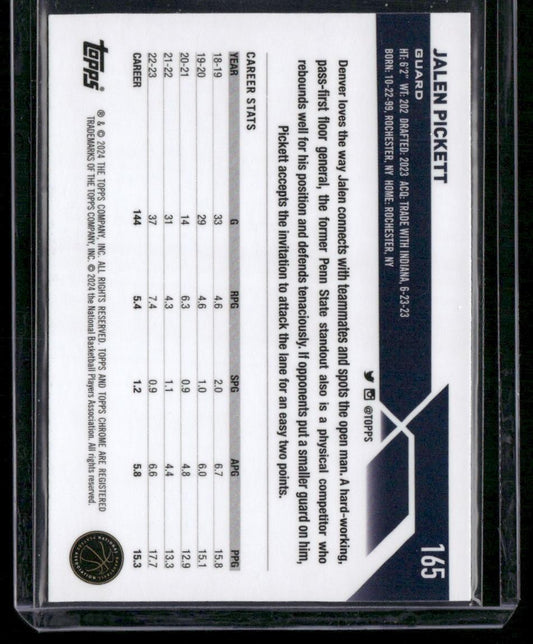 JALEN PICKETT
165
GUARD
HT: 6'2" WT: 202 DRAFTED: 2023 ACQ: TRADE WITH INDIANA, 6-23-23
BORN: 10-22-99, ROCHESTER, NY HOME: ROCHESTER, NY
@TOPPS
Denver loves the way Jalen connects with teammates and spots the open man. A hard-working,
pass-first floor general, the former Penn State standout also is a physical competitor who
rebounds well for his position and defends tenaciously. If opponents put a smaller guard on him,
Pickett accepts the invitation to attack the lane for an easy two points.
CAREER STATS
YEAR G RPG SPG APG PPG
18-19 33 4.6 2.0 6.7 15.8
19-20 29 4.6 1.0 6.0 15.1
20-21 14 6.3 0.9 4.8 12.9
21-22 31 4.3 1.1 4.4 13.3
22-23 37 7.4 0.9 6.6 17.7
CAREER 144 5.4 1.2 5.8 15.3
topps
® & © 2024 THE TOPPS COMPANY, INC. ALL RIGHTS RESERVED. TOPPS AND TOPPS CHROME ARE REGISTERED
TRADEMARKS OF THE TOPPS COMPANY, INC. © 2024 the National Basketball Players Association. All rights reserved.